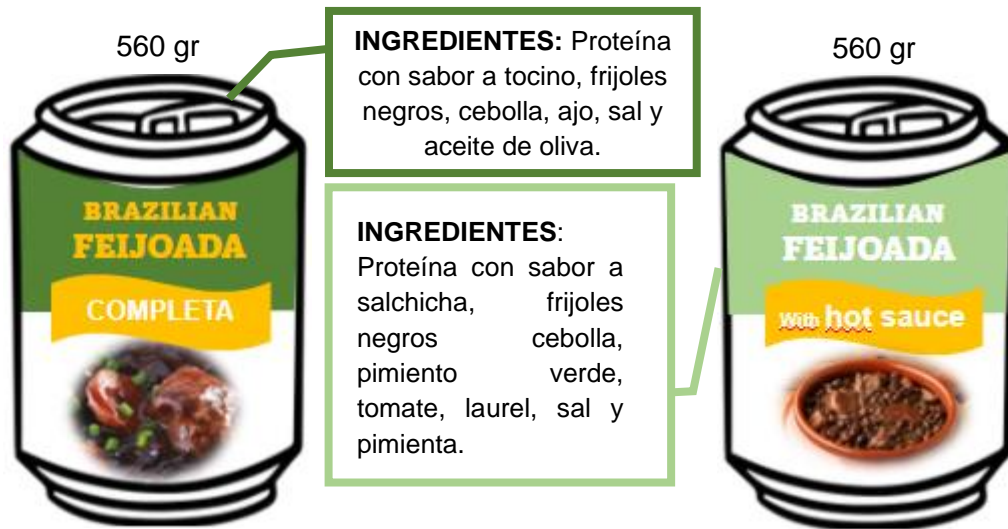 560 gr
BRAZILIAN
FEIJOADA
COMPLETA
INGREDIENTES: Proteína
con sabor a tocino, frijoles
negros, cebolla, ajo, sal y
aceite de oliva.
INGREDIENTES:
Proteína con sabor a
salchicha, frijoles
negros cebolla,
pimiento verde,
tomate, laurel, sal y
pimienta.
560 gr
BRAZILIAN
FEIJOADA
With hot sauce